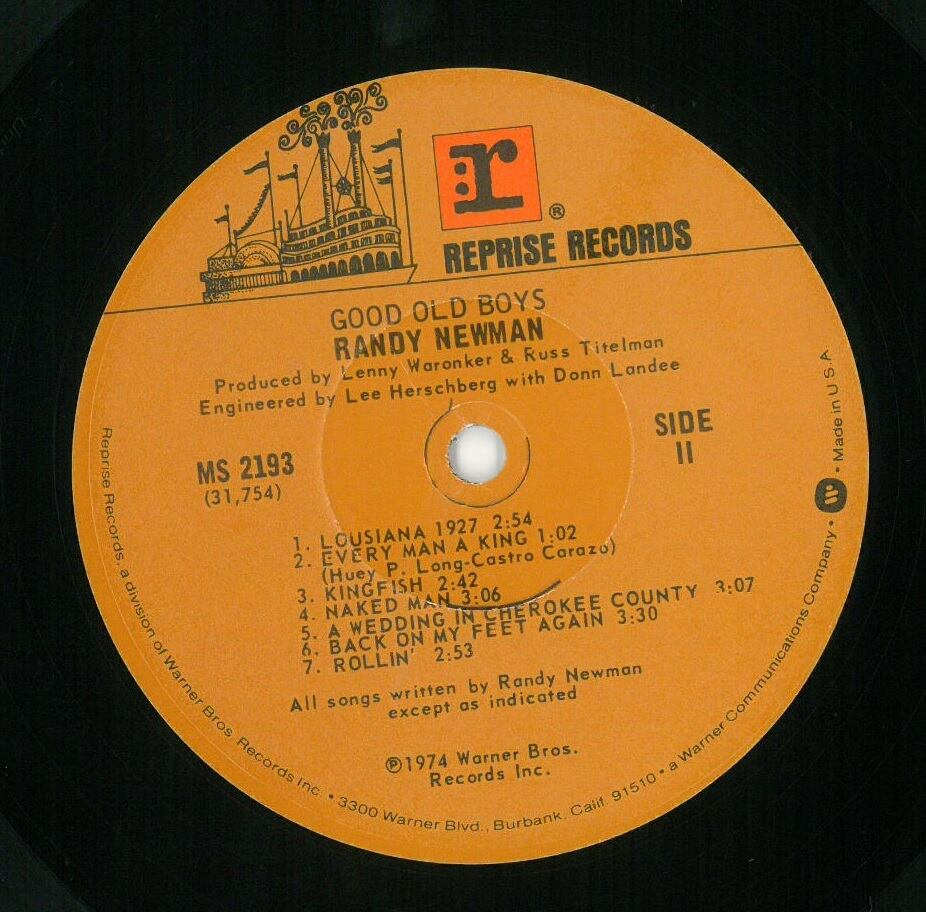 r
®
REPRISE RECORDS
GOOD OLD BOYS
RANDY NEWMAN
Produced by Lenny Waronker & Russ Titelman
Engineered by Lee Herschberg with Donn Landee
MS 2193
(31,754)
SIDE
II
1. LOUSIANA 1927 2:54
2. EVERY MAN A KING 1:02
(Huey P. Long-Castro Carazo)
3. KINGFISH 2:42
4. NAKED MAN 3:06
5. A WEDDING IN CHEROKEE COUNTY 3:07
6. BACK ON MY FEET AGAIN 3:30
7. ROLLIN' 2:53
All songs written by Randy Newman
except as indicated
℗1974 Warner Bros.
Records Inc.
Reprise Records, a division of Warner Bros. Records Inc. • 3300 Warner Blvd., Burbank, Calif. 91510 • a Warner Communications Company • W • Made in U.S.A.